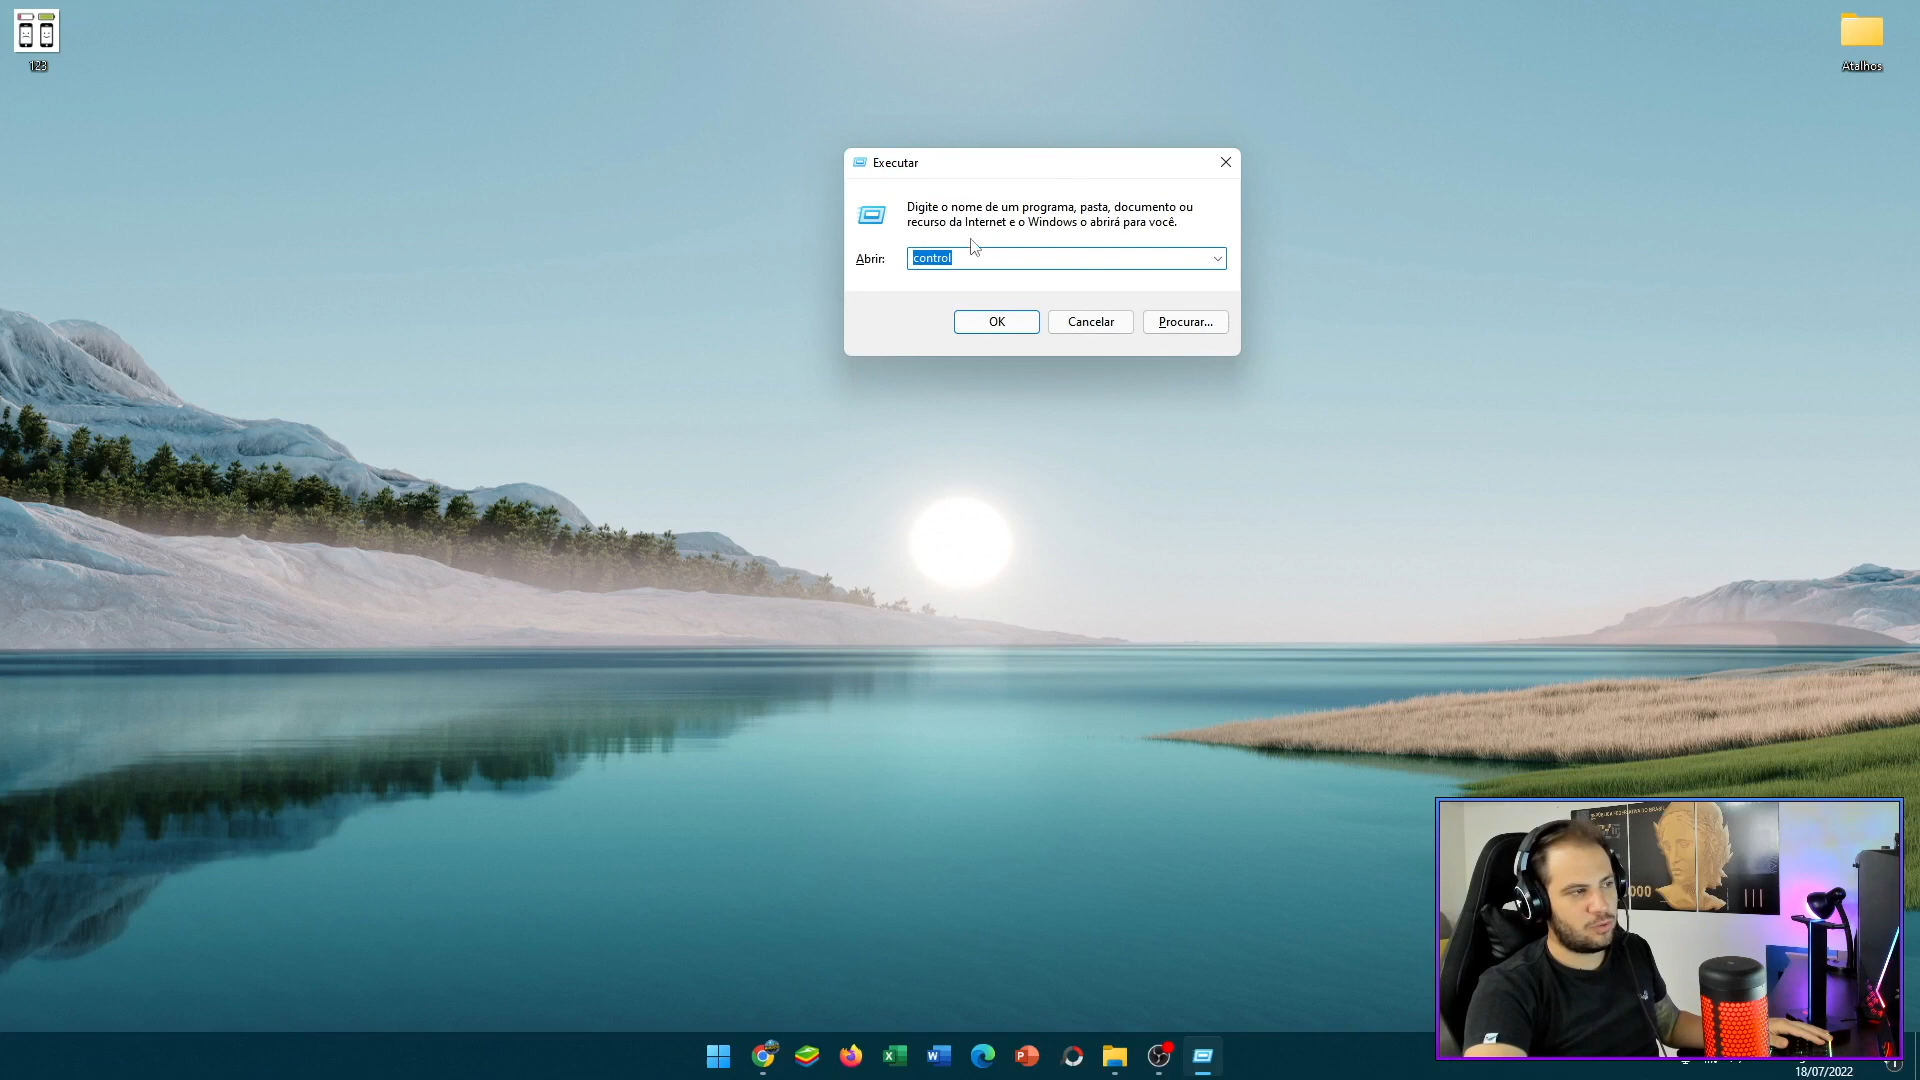 123
Atalhos
Executar
Digite o nome de um programa, pasta, documento ou
recurso da Internet e o Windows o abrirá para você.
Abrir:
control
OK
Cancelar
Procurar...
18/07/2022